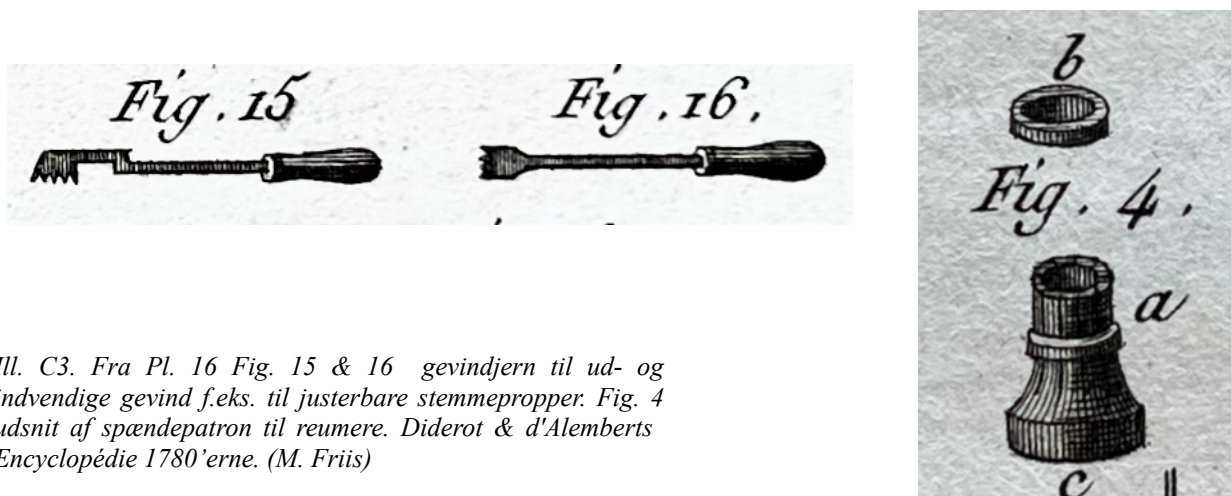 Fig. 15
Fig. 16.
b
Fig. 4.
a
c
Ill. C3. Fra Pl. 16 Fig. 15 & 16 gevindjern til ud- og
indvendige gevind f.eks. til justerbare stemmepropper. Fig. 4
udsnit af spændepatron til reumere. Diderot & d'Alemberts
Encyclopédie 1780’erne. (M. Friis)